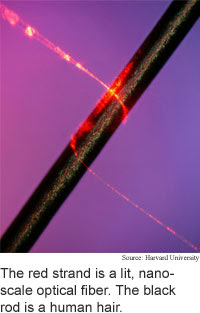 Source: Harvard University
The red strand is a lit, nano-
scale optical fiber. The black
rod is a human hair.